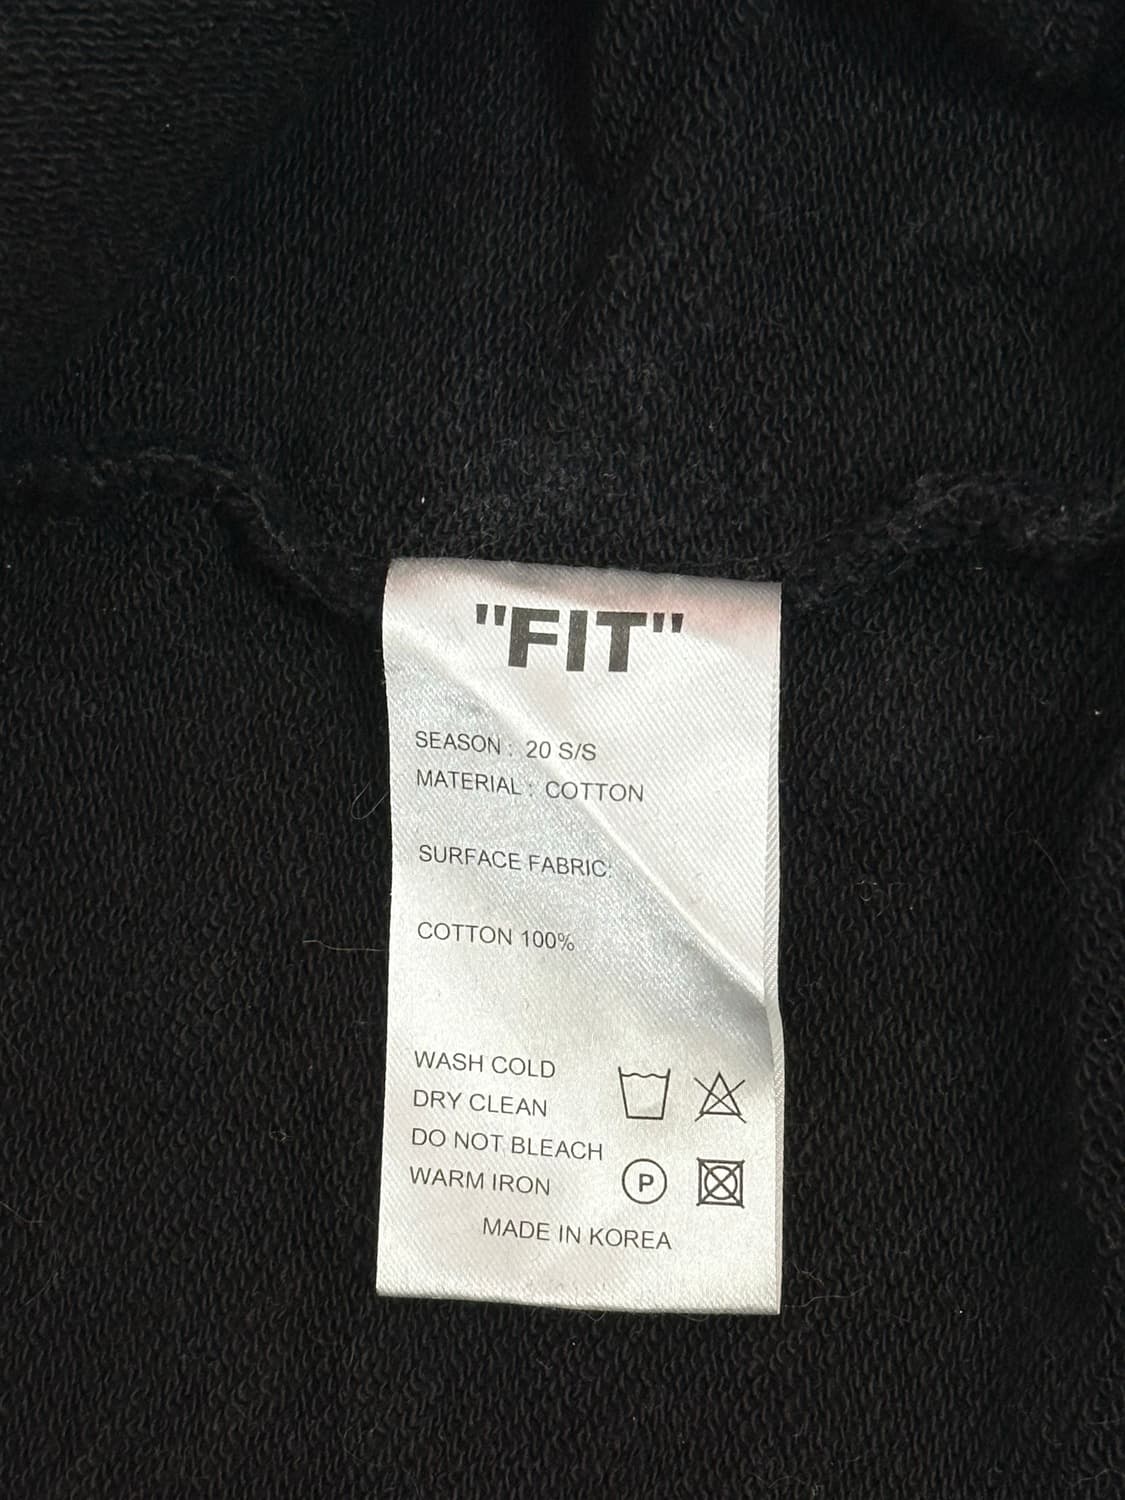 "FIT"
SEASON : 20 S/S
MATERIAL : COTTON
SURFACE FABRIC:
COTTON 100%
WASH COLD
DRY CLEAN
DO NOT BLEACH
WARM IRON
P
MADE IN KOREA